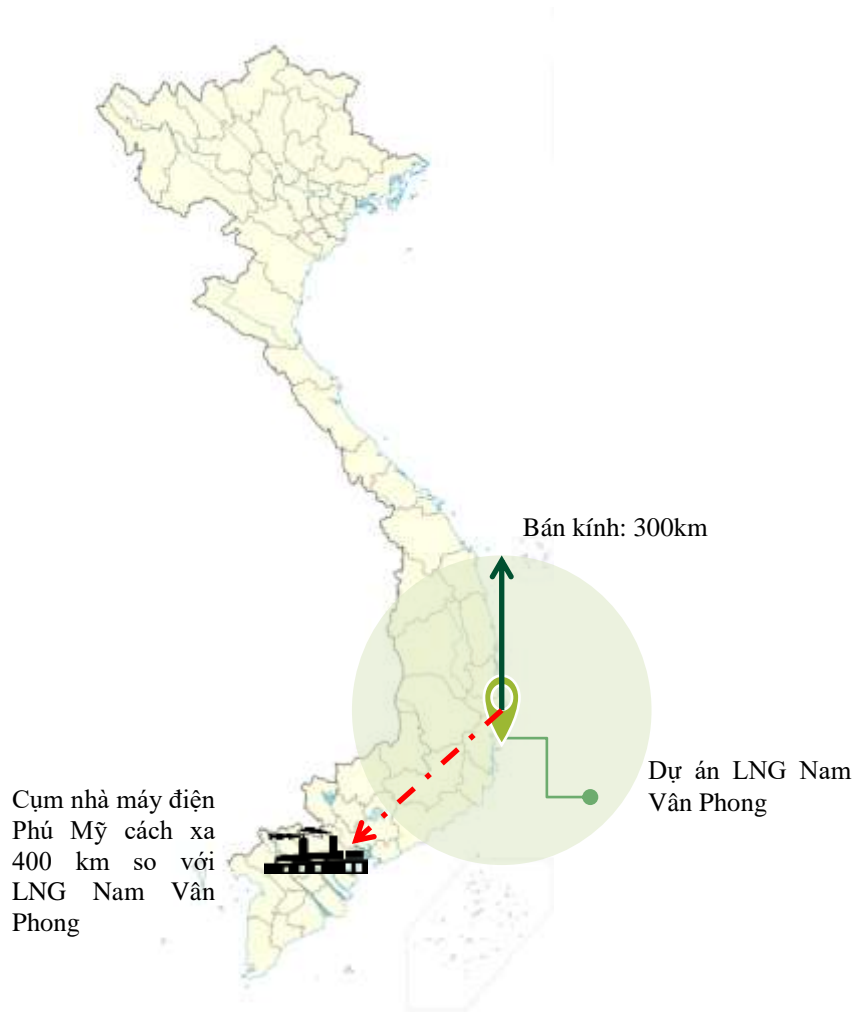 Bán kính: 300km
Dự án LNG Nam
Vân Phong
Cụm nhà máy điện
Phú Mỹ cách xa
400 km so với
LNG Nam Vân
Phong